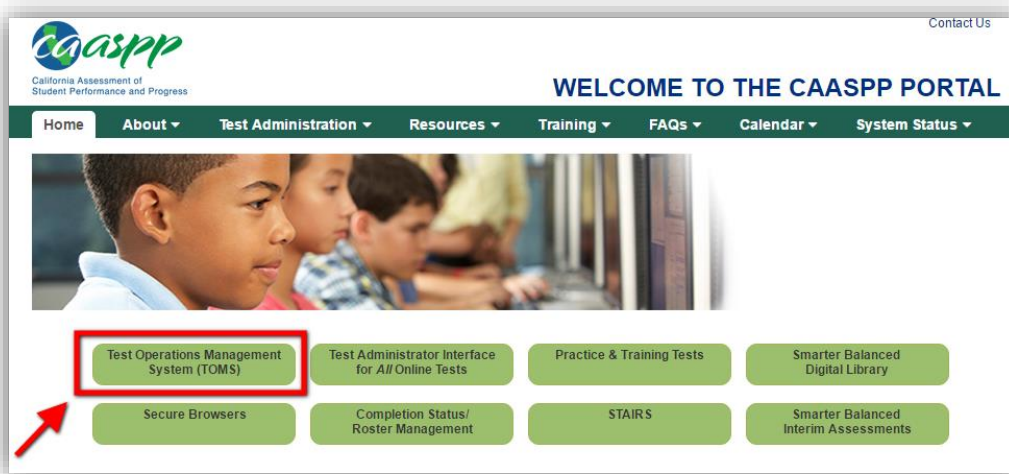 Contact Us
caaspp
California Assessment of
Student Performance and Progress
WELCOME TO THE CAASPP PORTAL
Home About Test Administration Resources Training FAQs Calendar System Status
Test Operations Management
System (TOMS)
Test Administrator Interface
for All Online Tests
Practice & Training Tests
Smarter Balanced
Digital Library
Secure Browsers
Completion Status/
Roster Management
STAIRS
Smarter Balanced
Interim Assessments